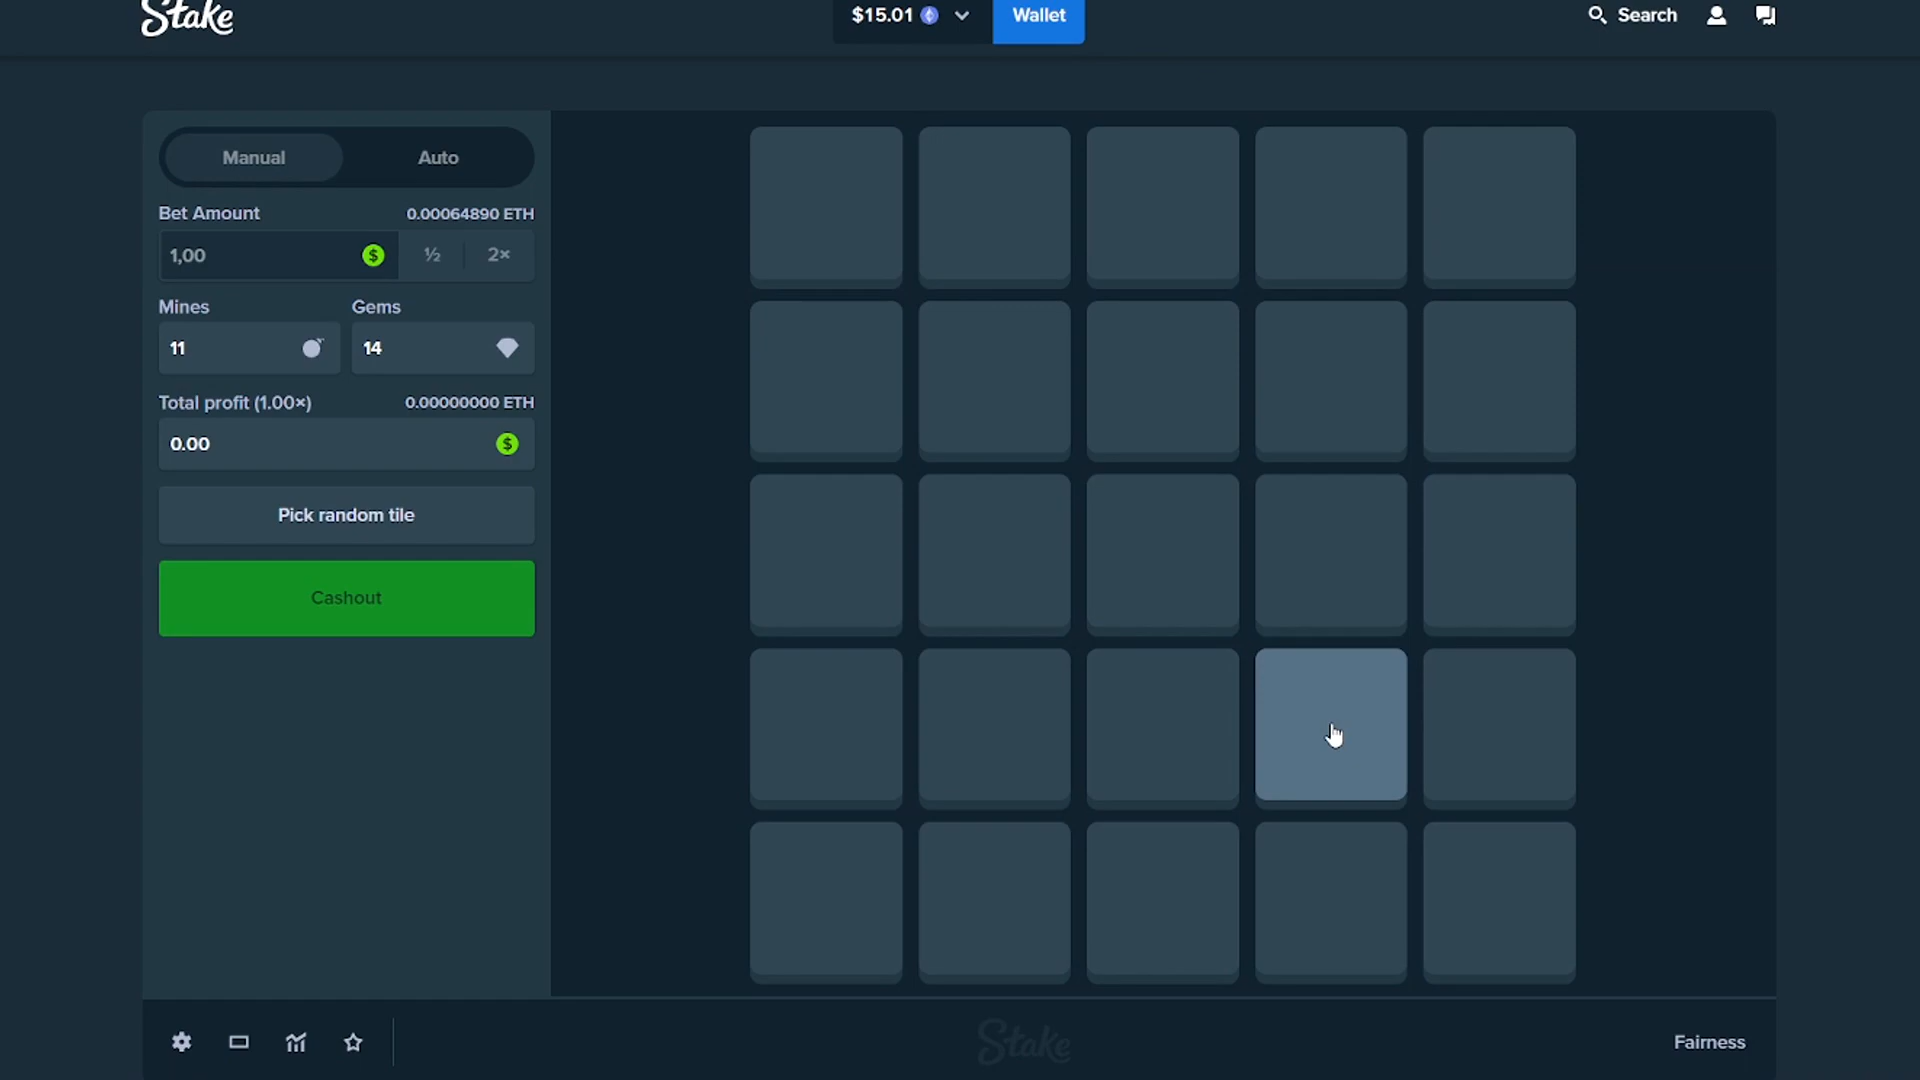 Stake
$15.01
Wallet
Search
Manual
Auto
Bet Amount
0.00064890 ETH
1,00
$
½
2×
Mines
Gems
11
14
Total profit (1.00×)
0.00000000 ETH
0.00
$
Pick random tile
Cashout
Stake
Fairness